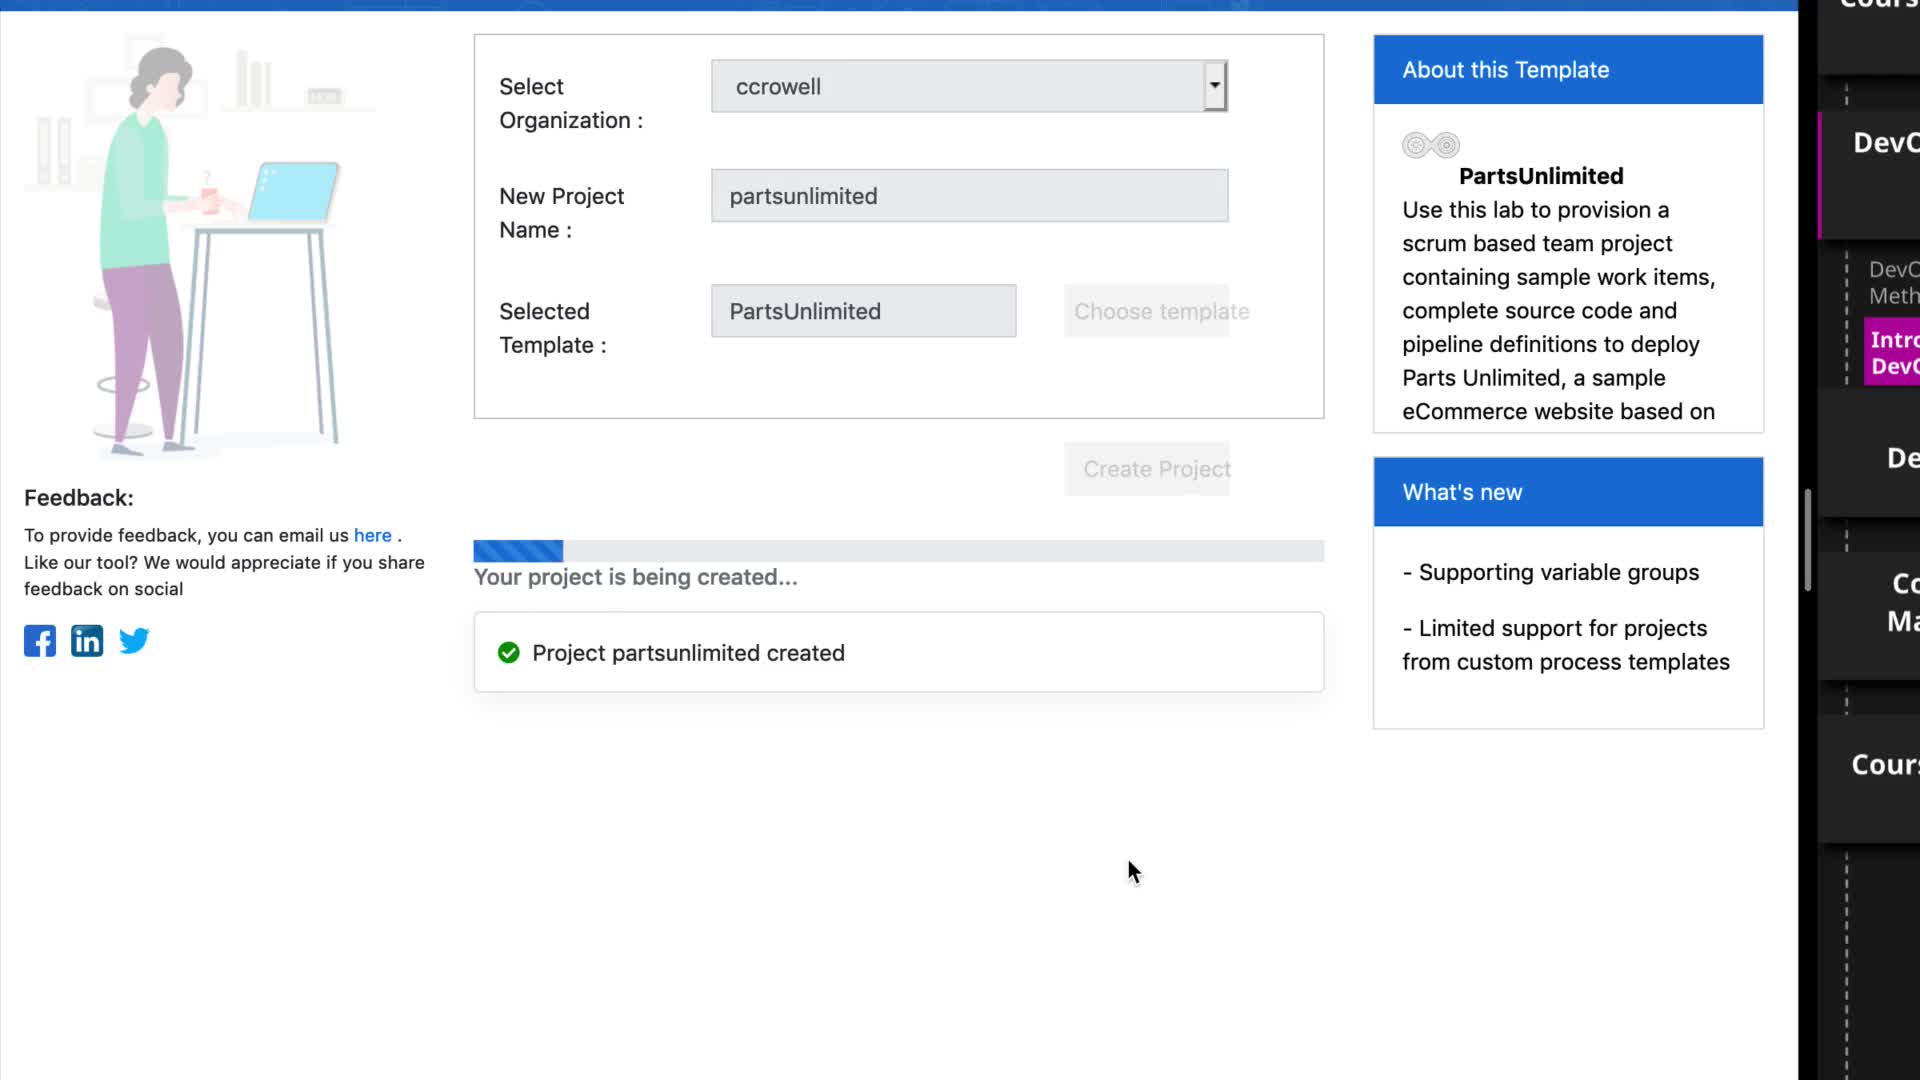 Select
Organization :
ccrowell
New Project
Name :
partsunlimited
Selected
Template :
PartsUnlimited
Choose template
Create Project
Your project is being created...
Project partsunlimited created
Feedback:
To provide feedback, you can email us here .
Like our tool? We would appreciate if you share
feedback on social
About this Template
PartsUnlimited
Use this lab to provision a
scrum based team project
containing sample work items,
complete source code and
pipeline definitions to deploy
Parts Unlimited, a sample
eCommerce website based on
What's new
- Supporting variable groups
- Limited support for projects
from custom process templates
DevO
DevO
Meth
Intro
DevO
De
Co
Ma
Cours